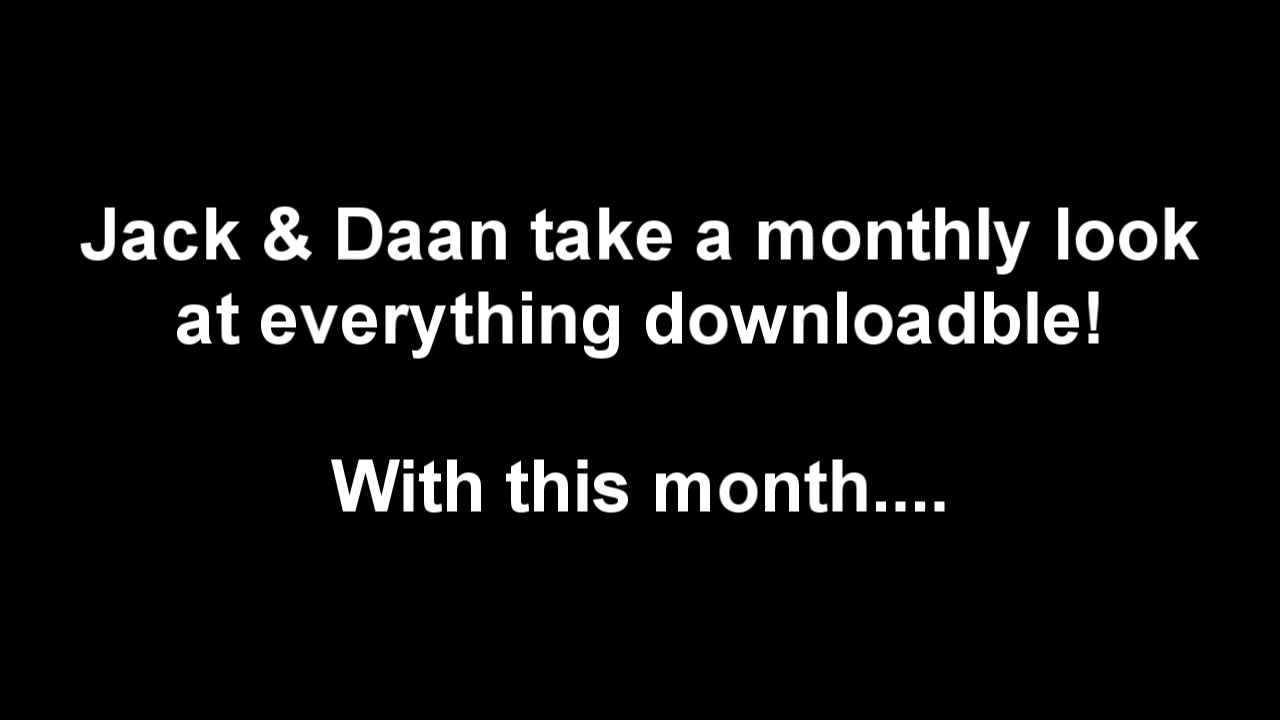 Jack & Daan take a monthly look
at everything downloadble!
With this month....